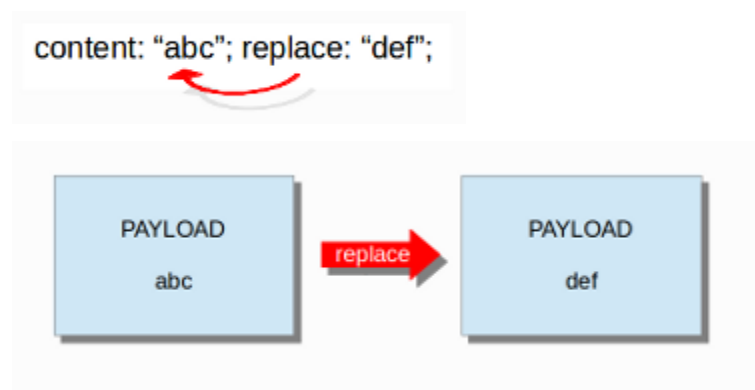 content: “abc”; replace: “def”;
PAYLOAD
abc
replace
PAYLOAD
def